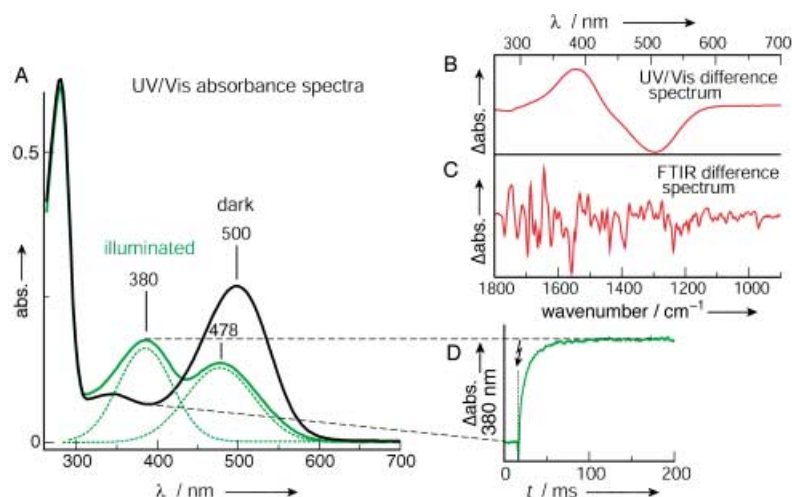 A
UV/Vis absorbance spectra
0.5
0
abs.
illuminated
380
dark
500
478
300
400
500
600
700
λ / nm
λ / nm
300
400
500
600
700
B
Δabs.
UV/Vis difference
spectrum
C
Δabs.
FTIR difference
spectrum
1800
1600
1400
1200
1000
wavenumber / cm⁻¹
D
Δabs.
380 nm
0
100
200
t / ms